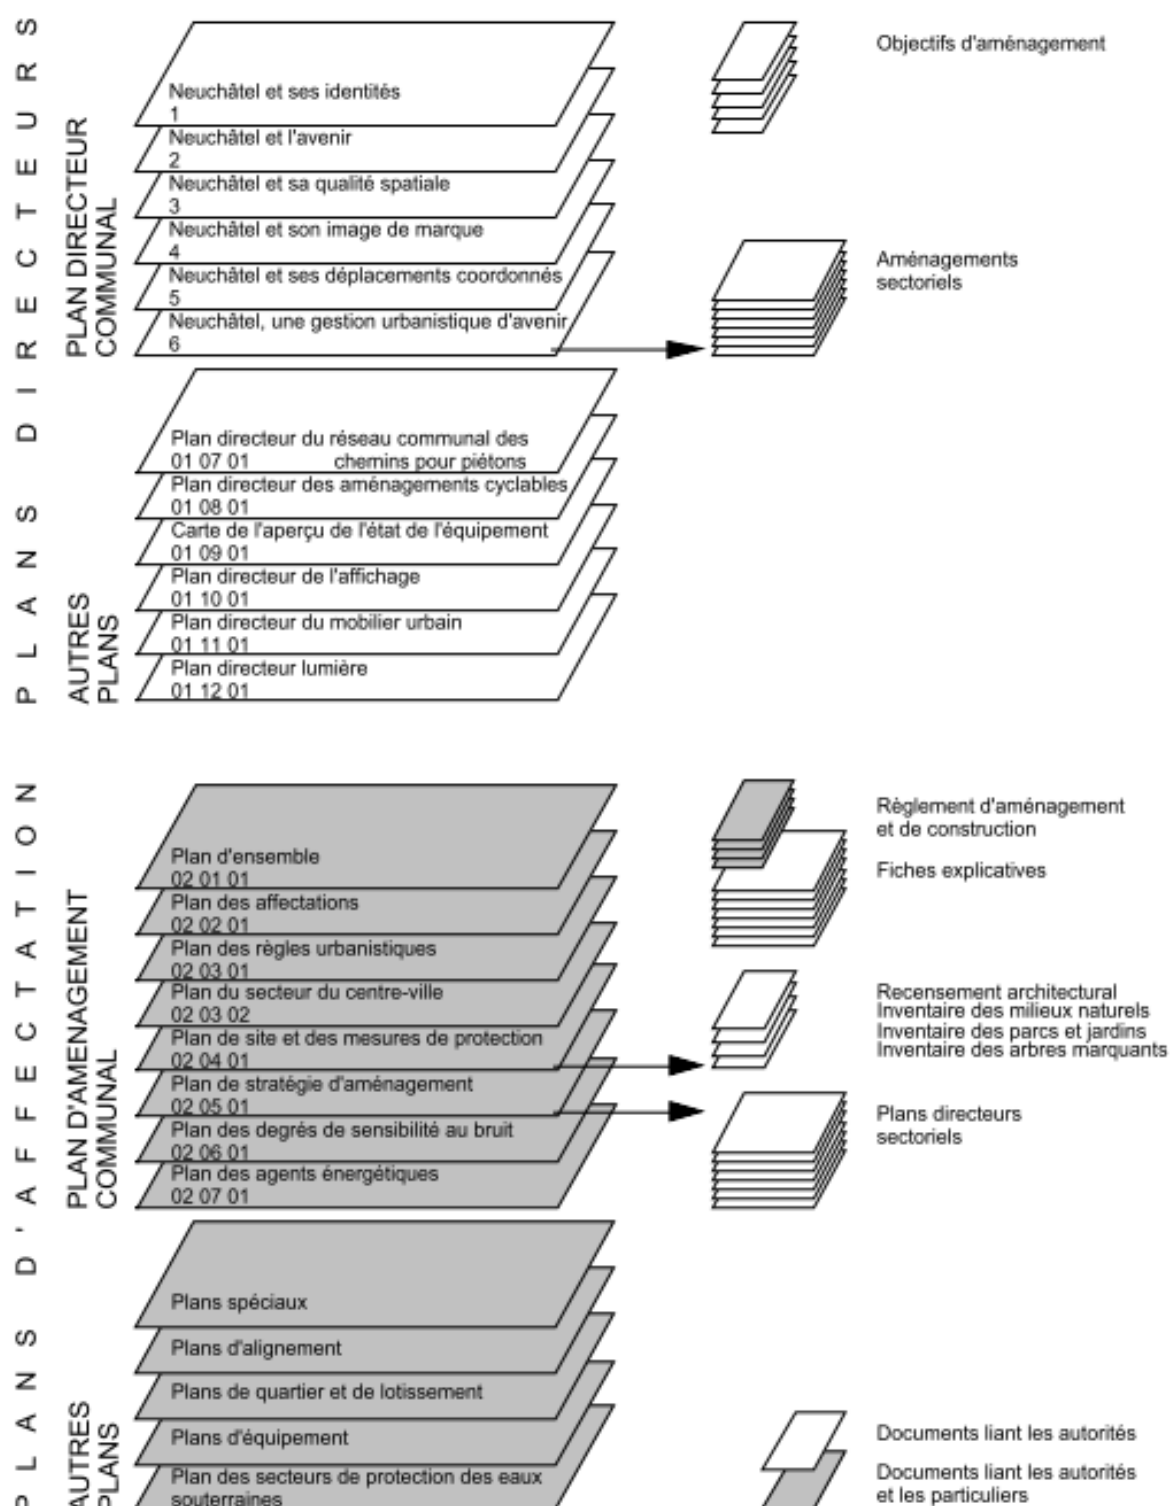 PLANS DIRECTEURS
PLAN DIRECTEUR
COMMUNAL
Neuchâtel et ses identités
1
Neuchâtel et l'avenir
2
Neuchâtel et sa qualité spatiale
3
Neuchâtel et son image de marque
4
Neuchâtel et ses déplacements coordonnés
5
Neuchâtel, une gestion urbanistique d'avenir
6
Objectifs d'aménagement
Aménagements
sectoriels
AUTRES
PLANS
Plan directeur du réseau communal des
01 07 01 chemins pour piétons
Plan directeur des aménagements cyclables
01 08 01
Carte de l'aperçu de l'état de l'équipement
01 09 01
Plan directeur de l'affichage
01 10 01
Plan directeur du mobilier urbain
01 11 01
Plan directeur lumière
01 12 01
PLANS D'AFFECTATION
PLAN D'AMENAGEMENT
COMMUNAL
Plan d'ensemble
02 01 01
Plan des affectations
02 02 01
Plan des règles urbanistiques
02 03 01
Plan du secteur du centre-ville
02 03 02
Plan de site et des mesures de protection
02 04 01
Plan de stratégie d'aménagement
02 05 01
Plan des degrés de sensibilité au bruit
02 06 01
Plan des agents énergétiques
02 07 01
Règlement d'aménagement
et de construction
Fiches explicatives
Recensement architectural
Inventaire des milieux naturels
Inventaire des parcs et jardins
Inventaire des arbres marquants
Plans directeurs
sectoriels
AUTRES
PLANS
Plans spéciaux
Plans d'alignement
Plans de quartier et de lotissement
Plans d'équipement
Plan des secteurs de protection des eaux
souterraines
Documents liant les autorités
Documents liant les autorités
et les particuliers